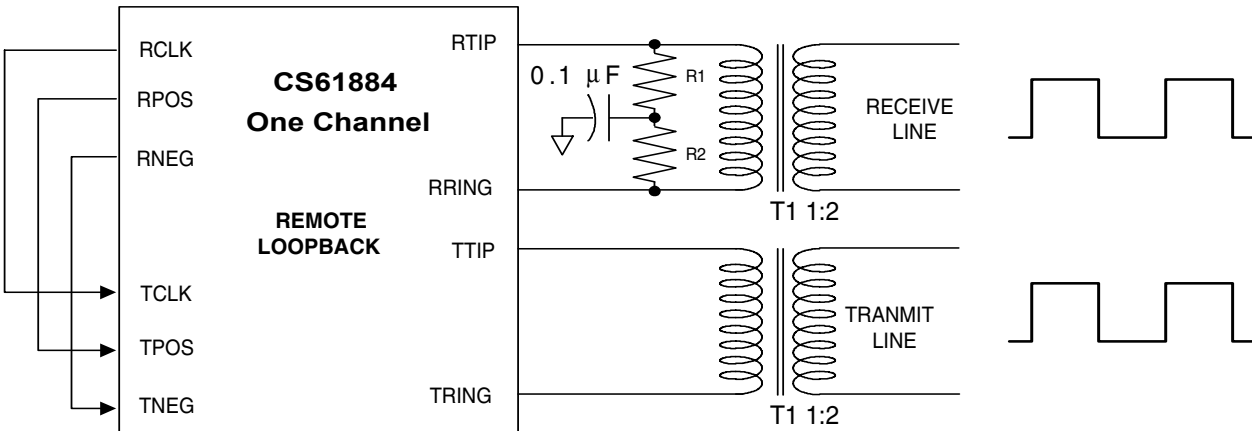 RCLK
RPOS
RNEG
TCLK
TPOS
TNEG
CS61884
One Channel
REMOTE
LOOPBACK
RTIP
RRING
TTIP
TRING
0.1 µF
R1
R2
RECEIVE
LINE
T1 1:2
TRANMIT
LINE
T1 1:2